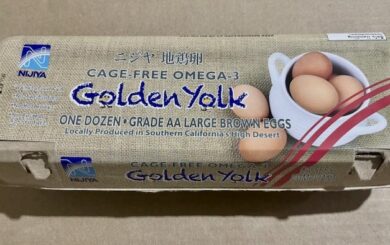 ニジヤ 地鶏卵
NIJIYA
CAGE-FREE OMEGA-3
Golden Yolk
ONE DOZEN • GRADE AA LARGE BROWN EGGS
Locally Produced in Southern California's High Desert
NIJIYA
CAGE-FREE OMEGA-3
Golden Yolk